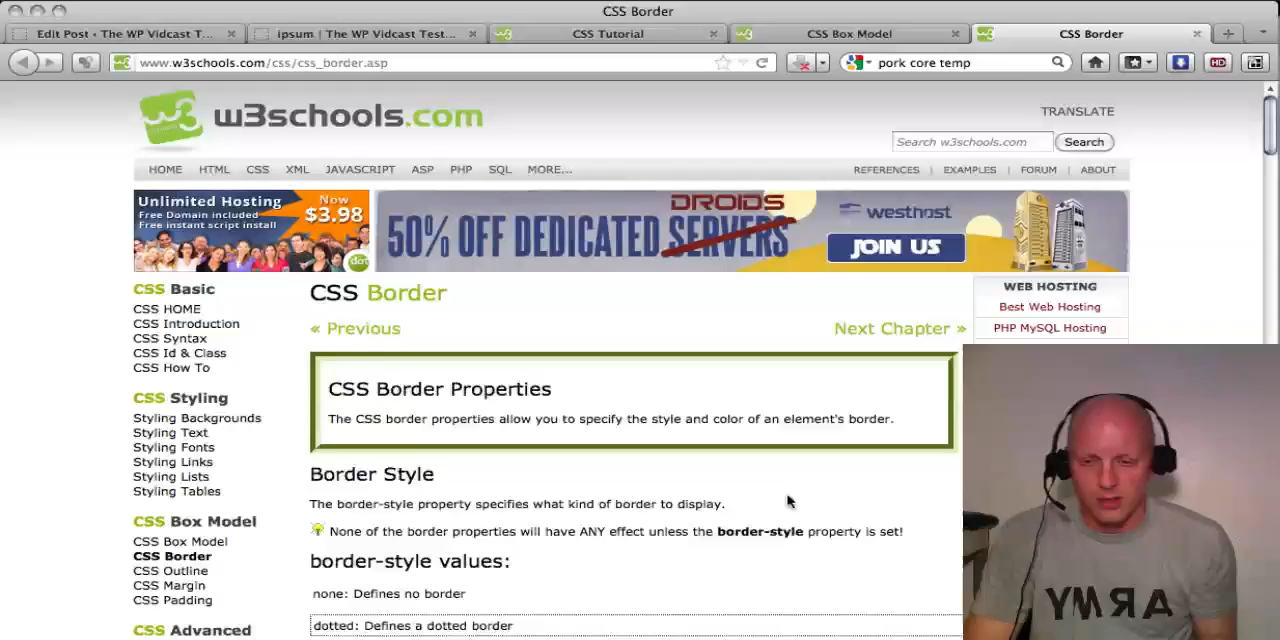 CSS Border
Edit Post • The WP Vidcast T...
ipsum | The WP Vidcast Test...
CSS Tutorial
CSS Box Model
CSS Border
www.w3schools.com/css/css_border.asp
pork core temp
HD
w3
w3schools.com
TRANSLATE
Search w3schools.com
Search
HOME
HTML
CSS
XML
JAVASCRIPT
ASP
PHP
SQL
MORE...
REFERENCES
EXAMPLES
FORUM
ABOUT
Unlimited Hosting
Free Domain included
Free instant script install
Now
$3.98
dot
DROIDS
50% OFF DEDICATED SERVERS
westhost
JOIN US
CSS Basic
CSS HOME
CSS Introduction
CSS Syntax
CSS Id & Class
CSS How To
CSS Styling
Styling Backgrounds
Styling Text
Styling Fonts
Styling Links
Styling Lists
Styling Tables
CSS Box Model
CSS Box Model
CSS Border
CSS Outline
CSS Margin
CSS Padding
CSS Advanced
CSS Border
« Previous
Next Chapter »
CSS Border Properties
The CSS border properties allow you to specify the style and color of an element's border.
Border Style
The border-style property specifies what kind of border to display.
None of the border properties will have ANY effect unless the border-style property is set!
border-style values:
none: Defines no border
dotted: Defines a dotted border
WEB HOSTING
Best Web Hosting
PHP MySQL Hosting
ARMY